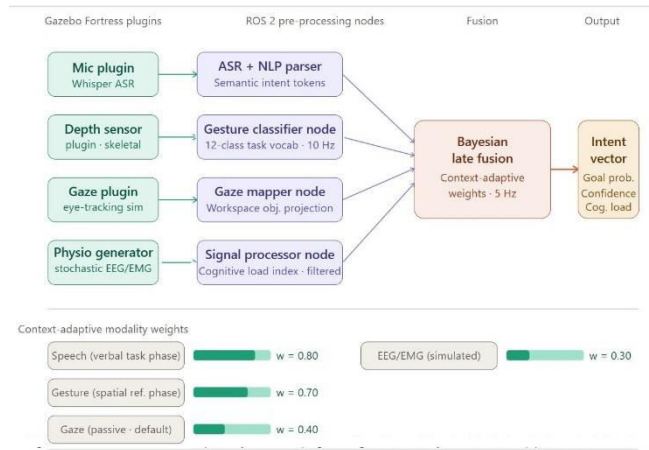 Gazebo Fortress plugins
ROS 2 pre-processing nodes
Fusion
Output
Mic plugin
Whisper ASR
ASR + NLP parser
Semantic intent tokens
Depth sensor
plugin · skeletal
Gesture classifier node
12-class task vocab · 10 Hz
Gaze plugin
eye-tracking sim
Gaze mapper node
Workspace obj. projection
Physio generator
stochastic EEG/EMG
Signal processor node
Cognitive load index · filtered
Bayesian
late fusion
Context-adaptive
weights · 5 Hz
Intent
vector
Goal prob.
Confidence
Cog. load
Context-adaptive modality weights
Speech (verbal task phase)
w = 0.80
EEG/EMG (simulated)
w = 0.30
Gesture (spatial ref. phase)
w = 0.70
Gaze (passive · default)
w = 0.40